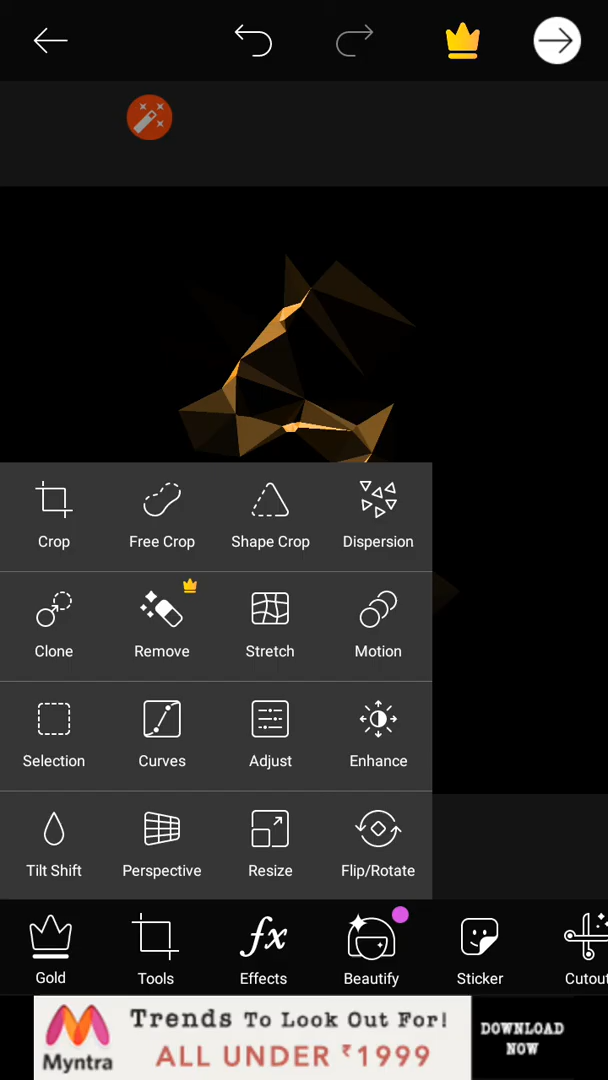 Crop Free Crop Shape Crop Dispersion
Clone Remove Stretch Motion
Selection Curves Adjust Enhance
Tilt Shift Perspective Resize Flip/Rotate
Gold Tools Effects Beautify Sticker Cutou
Trends To Look Out For!
ALL UNDER ₹1999
Myntra
DOWNLOAD
NOW